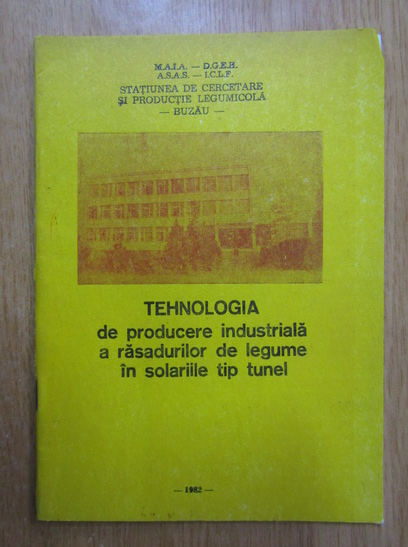 M.A.I.A. — D.G.E.H.
A.S.A.S. — I.C.L.F.
STAȚIUNEA DE CERCETARE
ȘI PRODUCȚIE LEGUMICOLĂ
— BUZĂU —
TEHNOLOGIA
de producere industrială
a răsadurilor de legume
în solariile tip tunel
— 1982 —